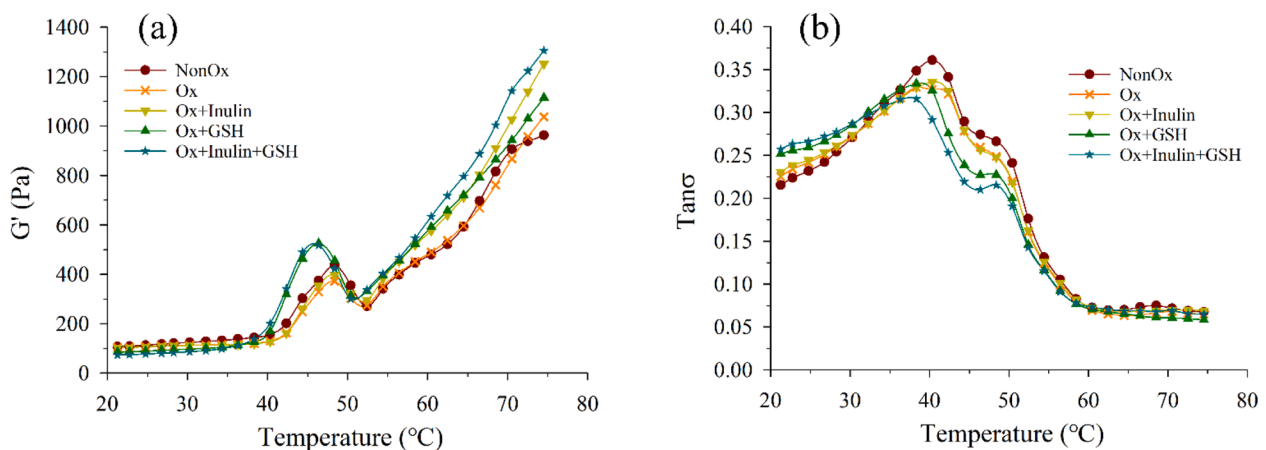 (a)
G' (Pa)
1400
1200
1000
800
600
400
200
0
NonOx
Ox
Ox+Inulin
Ox+GSH
Ox+Inulin+GSH
20 30 40 50 60 70 80
Temperature (°C)
(b)
Tanσ
0.40
0.35
0.30
0.25
0.20
0.15
0.10
0.05
0.00
NonOx
Ox
Ox+Inulin
Ox+GSH
Ox+Inulin+GSH
20 30 40 50 60 70 80
Temperature (°C)